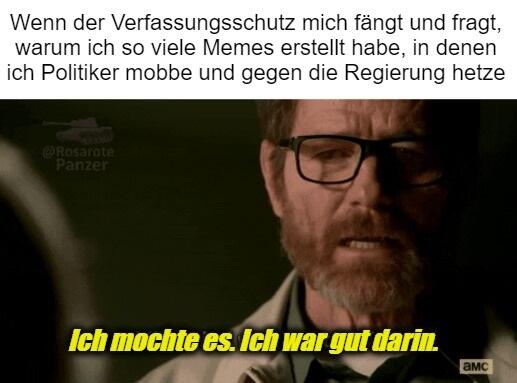 Wenn der Verfassungsschutz mich fängt und fragt,
warum ich so viele Memes erstellt habe, in denen
ich Politiker mobbe und gegen die Regierung hetze
@Rosarote
Panzer
Ich mochte es. Ich war gut darin.
amc